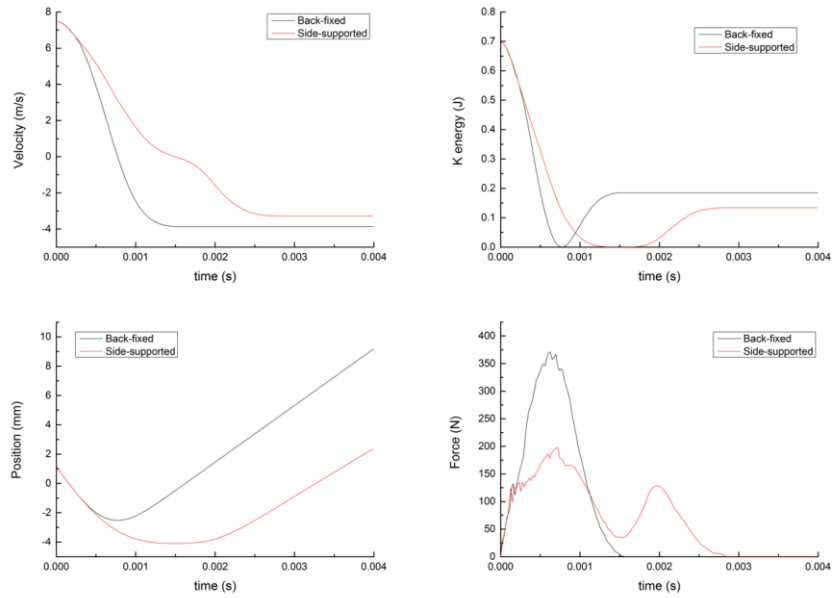 Back-fixed
Side-supported
Velocity (m/s)
8
6
4
2
0
-2
-4
0.000 0.001 0.002 0.003 0.004
time (s)
Back-fixed
Side-supported
K energy (J)
0.8
0.7
0.6
0.5
0.4
0.3
0.2
0.1
0.0
0.000 0.001 0.002 0.003 0.004
time (s)
Back-fixed
Side-supported
Position (mm)
10
8
6
4
2
0
-2
-4
0.000 0.001 0.002 0.003 0.004
time (s)
Back-fixed
Side-supported
Force (N)
400
350
300
250
200
150
100
50
0
0.000 0.001 0.002 0.003 0.004
time (s)